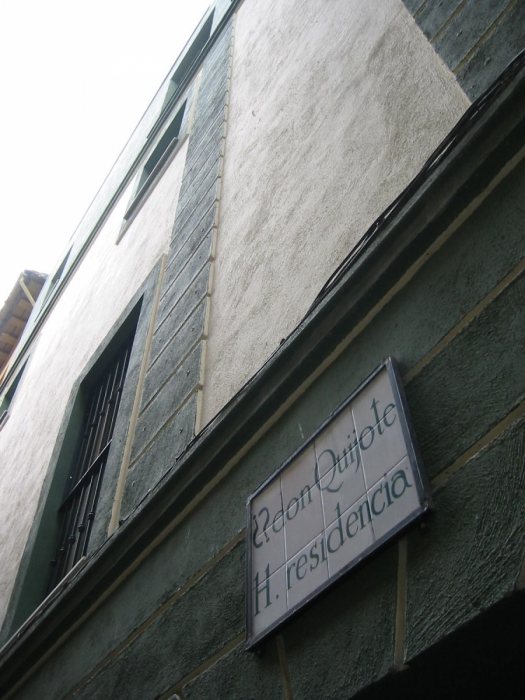 don Quijote
H. residencia